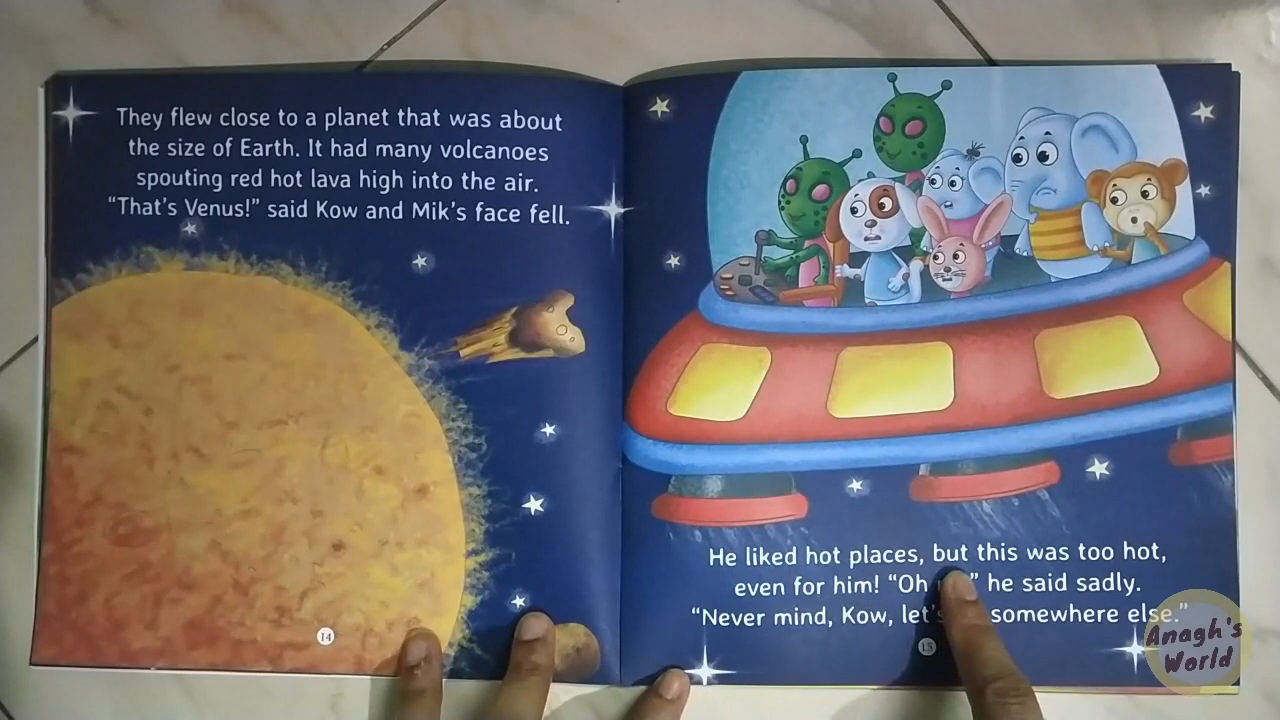 They flew close to a planet that was about
the size of Earth. It had many volcanoes
spouting red hot lava high into the air.
“That's Venus!” said Kow and Mik's face fell.
14
He liked hot places, but this was too hot,
even for him! “Oh ” he said sadly.
“Never mind, Kow, let's somewhere else.”
15
Anagh's
World